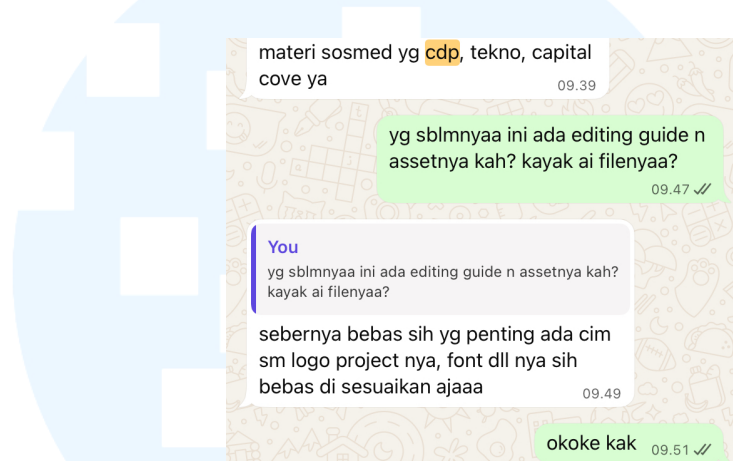 materi sosmed yg cdp, tekno, capital
cove ya
09.39
yg sblmnyaa ini ada editing guide n
assetnya kah? kayak ai filenyaa?
09.47
You
yg sblmnyaa ini ada editing guide n assetnya kah?
kayak ai filenyaa?
sebernya bebas sih yg penting ada cim
sm logo project nya, font dll nya sih
bebas di sesuaikan ajaaa
09.49
okoke kak
09.51